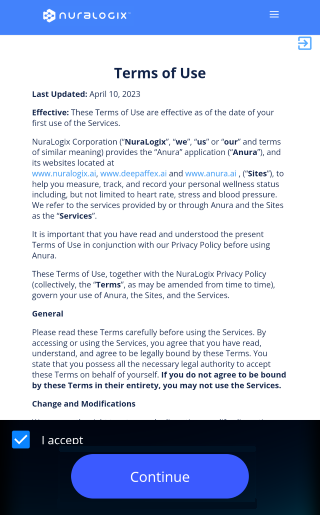 nuralogix™
Terms of Use
Last Updated: April 10, 2023
Effective: These Terms of Use are effective as of the date of your
first use of the Services.
NuraLogix Corporation (“NuraLogix”, “we”, “us” or “our” and terms
of similar meaning) provides the “Anura” application (“Anura”), and
its websites located at
www.nuralogix.ai, www.deepaffex.ai and www.anura.ai , (“Sites”), to
help you measure, track, and record your personal wellness status
including, but not limited to heart rate, stress and blood pressure.
We refer to the services provided by or through Anura and the Sites
as the “Services”.
It is important that you have read and understood the present
Terms of Use in conjunction with our Privacy Policy before using
Anura.
These Terms of Use, together with the NuraLogix Privacy Policy
(collectively, the “Terms”, as may be amended from time to time),
govern your use of Anura, the Sites, and the Services.
General
Please read these Terms carefully before using the Services. By
accessing or using the Services, you agree that you have read,
understand, and agree to be legally bound by these Terms. You
state that you possess all the necessary legal authority to accept
these Terms on behalf of yourself. If you do not agree to be bound
by these Terms in their entirety, you may not use the Services.
Change and Modifications
I accept
Continue